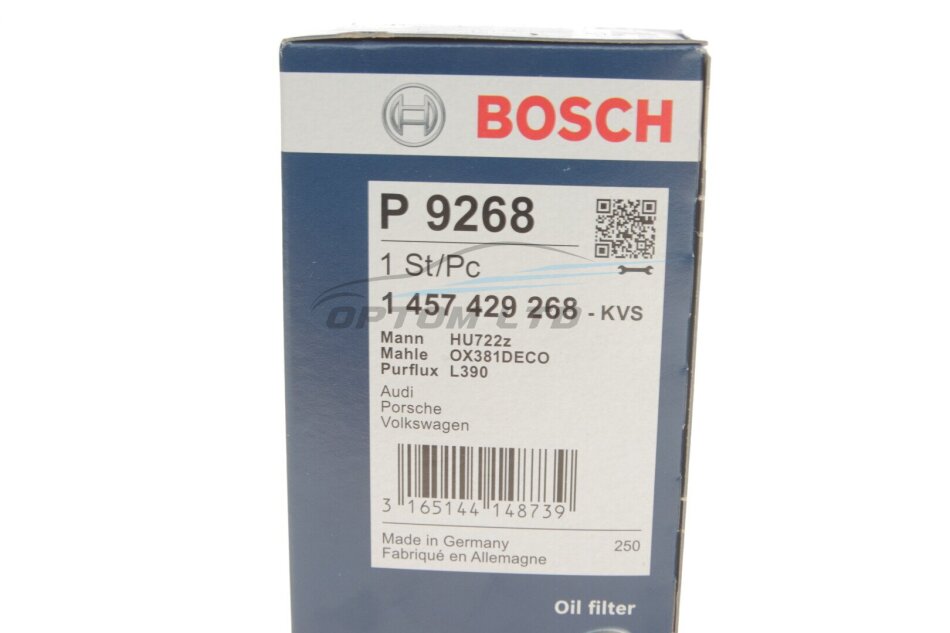 BOSCH
P 9268
1 St/Pc
1 457 429 268 - KVS
OPTOM LTD
Mann HU722z
Mahle OX381DECO
Purflux L390
Audi
Porsche
Volkswagen
3 165144 148739
Made in Germany 250
Fabriqué en Allemagne
Oil filter